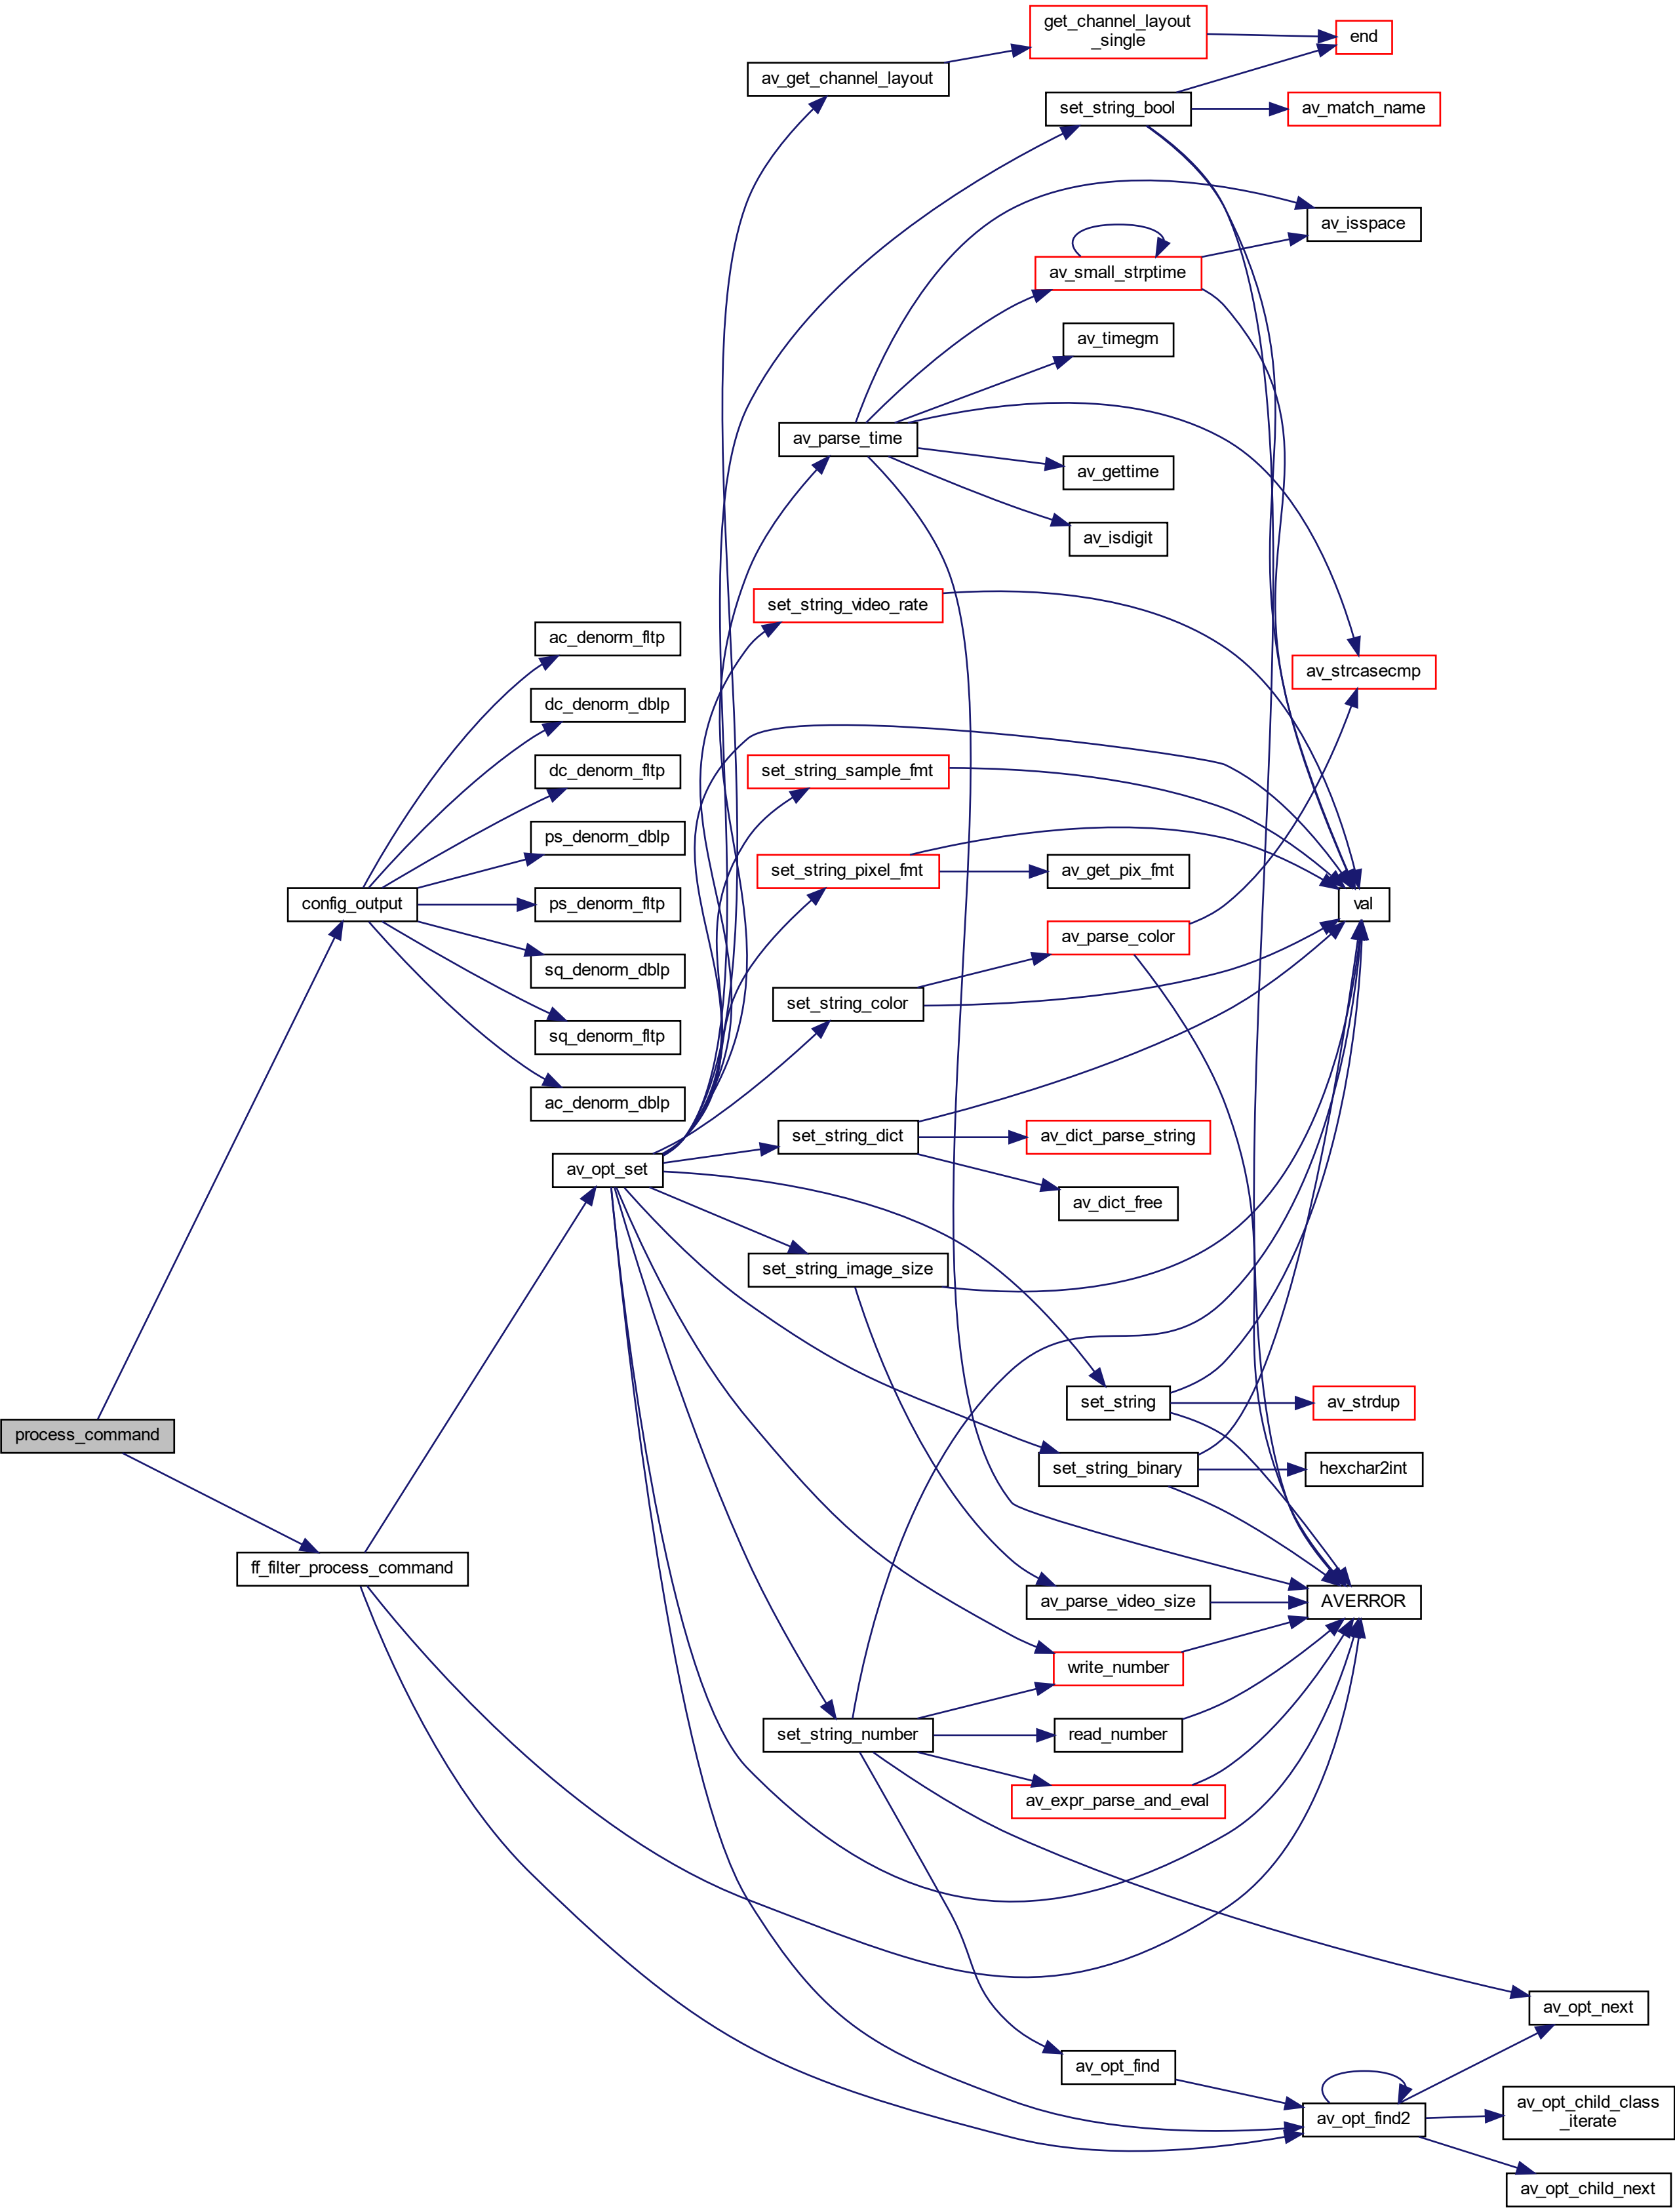 get_channel_layout
_single
end
av_get_channel_layout
set_string_bool
av_match_name
av_isspace
av_small_strptime
av_timegm
av_parse_time
av_gettime
av_isdigit
set_string_video_rate
ac_denorm_fltp
av_strcasecmp
dc_denorm_dblp
dc_denorm_fltp
set_string_sample_fmt
ps_denorm_dblp
set_string_pixel_fmt
av_get_pix_fmt
config_output
ps_denorm_fltp
val
av_parse_color
sq_denorm_dblp
set_string_color
sq_denorm_fltp
ac_denorm_dblp
set_string_dict
av_dict_parse_string
av_opt_set
av_dict_free
set_string_image_size
set_string
av_strdup
process_command
set_string_binary
hexchar2int
ff_filter_process_command
av_parse_video_size
AVERROR
write_number
set_string_number
read_number
av_expr_parse_and_eval
av_opt_next
av_opt_find
av_opt_find2
av_opt_child_class
_iterate
av_opt_child_next